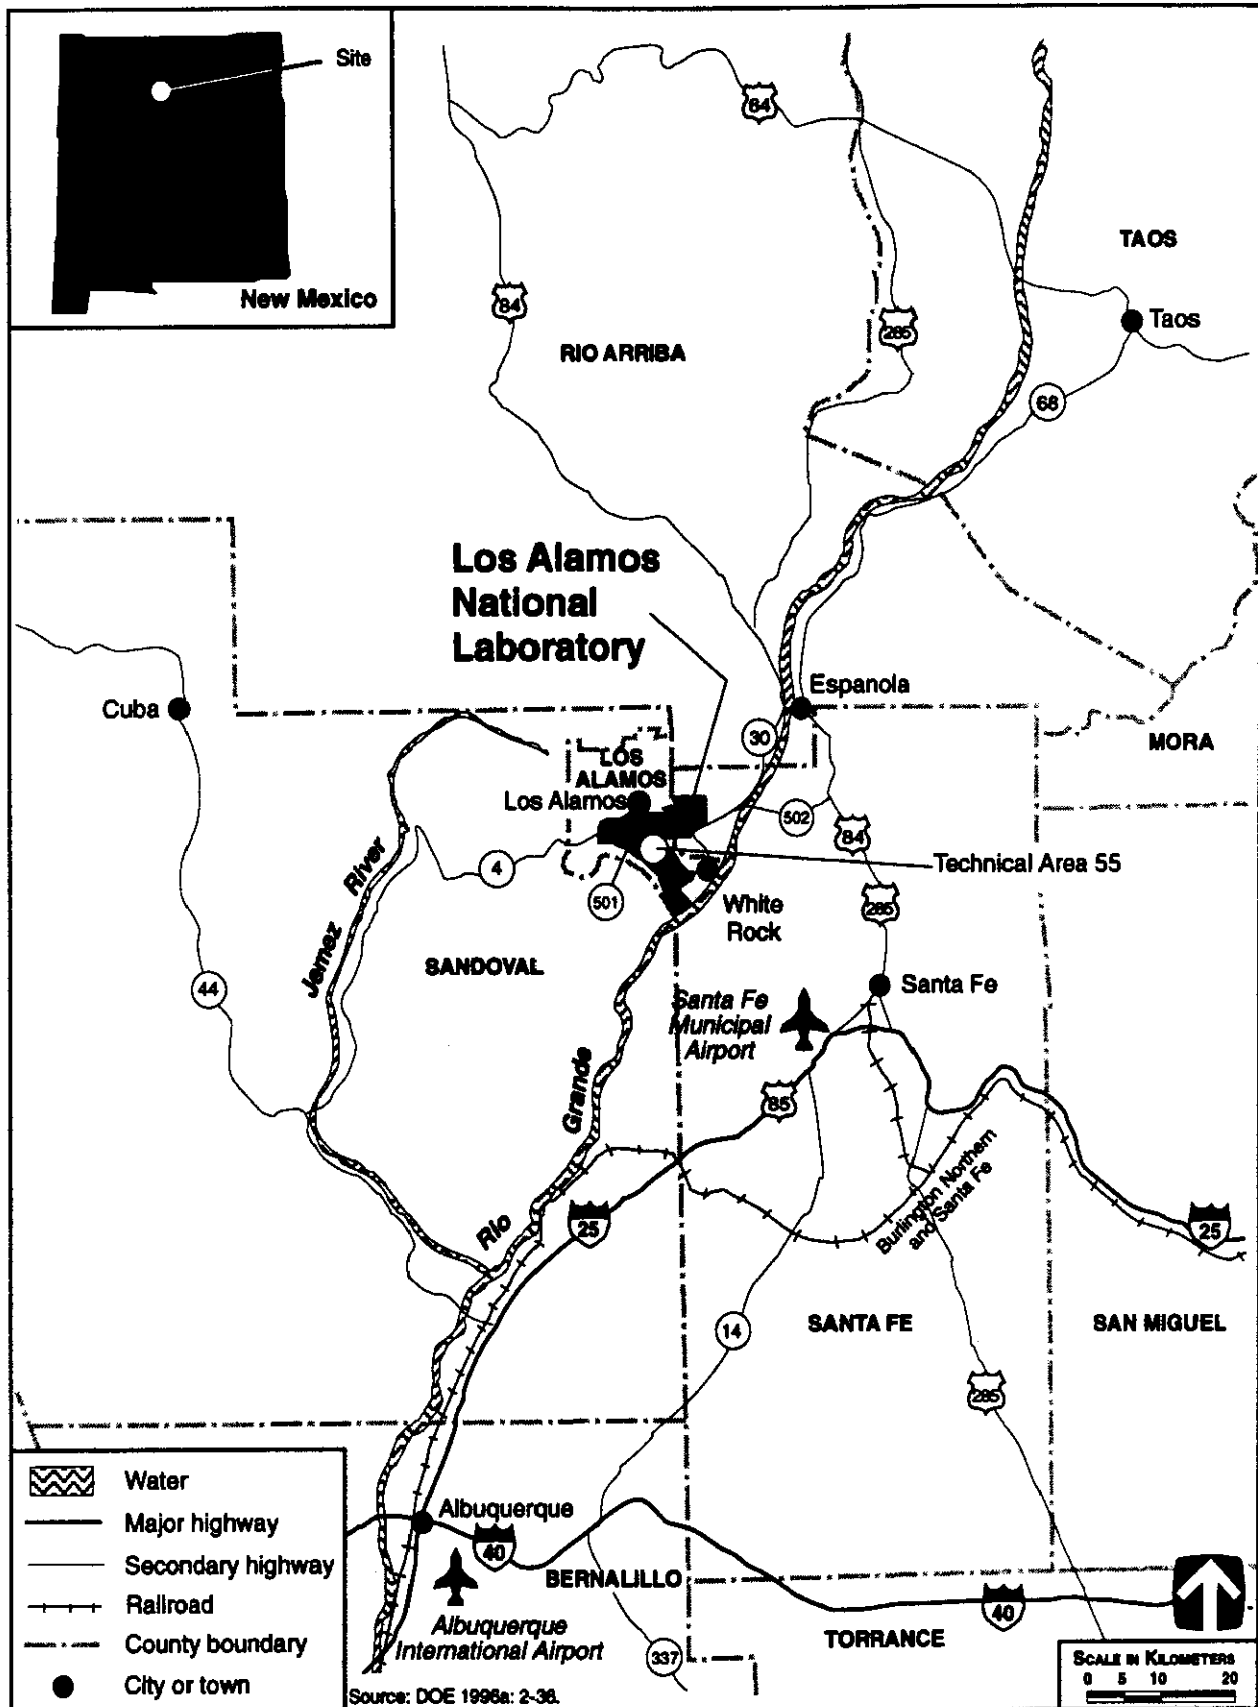 Site
New Mexico
64
84
TAOS
Taos
285
RIO ARRIBA
68
Los Alamos
National
Laboratory
Cuba
Espanola
30
MORA
LOS
ALAMOS
Los Alamos
502
84
4
Technical Area 55
501
White
Rock
285
Jemez River
SANDOVAL
44
Santa Fe
Santa Fe
Municipal
Airport
Rio Grande
85
Burlington Northern
and Santa Fe
25
25
14
SANTA FE
SAN MIGUEL
285
Water
Major highway
Secondary highway
Railroad
County boundary
City or town
Albuquerque
40
BERNALILLO
Albuquerque
International Airport
337
40
TORRANCE
SCALE IN KILOMETERS
0 5 10 20
Source: DOE 1996a: 2-36.